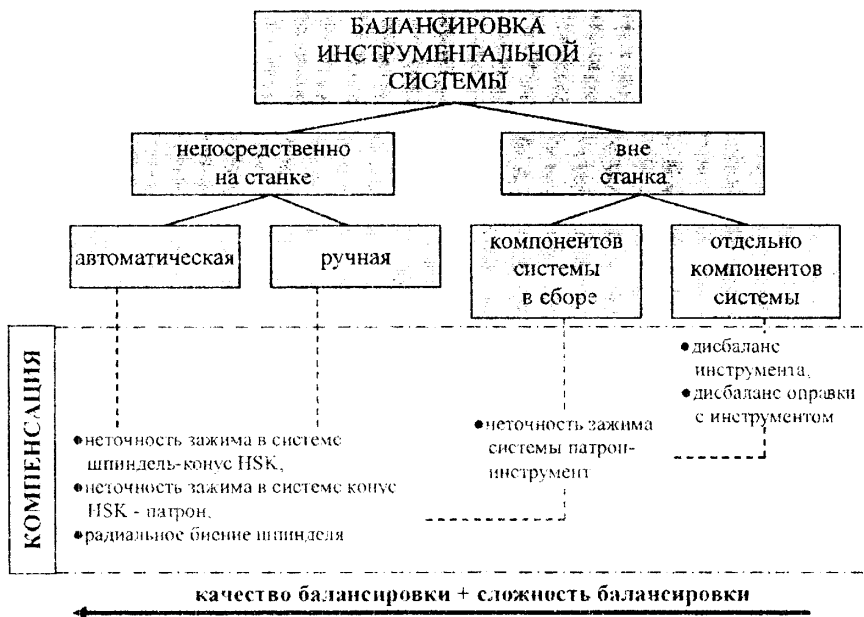 БАЛАНСИРОВКА
ИНСТРУМЕНТАЛЬНОЙ
СИСТЕМЫ
непосредственно
на станке
вне
станка
автоматическая
ручная
компонентов
системы
в сборе
отдельно
компонентов
системы
КОМПЕНСАЦИЯ
●дисбаланс
инструмента,
●дисбаланс оправки
с инструментом
●неточность зажима
системы патрон-
инструмент
●неточность зажима в системе
шпиндель-конус HSK,
●неточность зажима в системе конус
HSK - патрон,
●радиальное биение шпинделя
качество балансировки + сложность балансировки